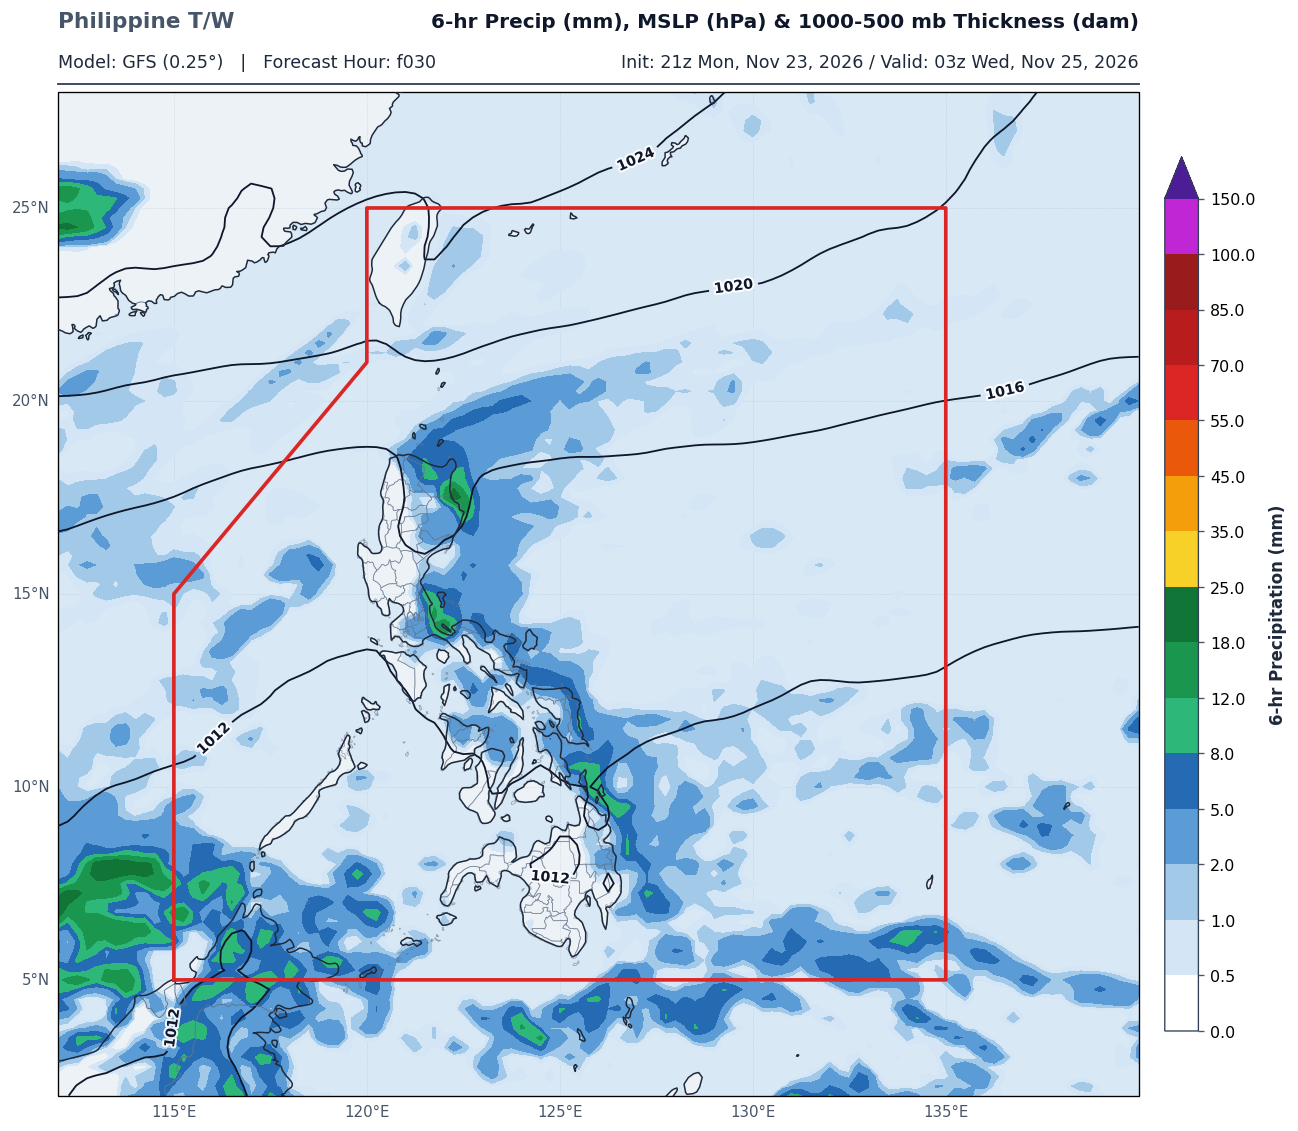 Philippine T/W
6-hr Precip (mm), MSLP (hPa) & 1000-500 mb Thickness (dam)
Model: GFS (0.25°) | Forecast Hour: f030
Init: 21z Mon, Nov 23, 2026 / Valid: 03z Wed, Nov 25, 2026
1024
1020
1016
1012
1012
1012
25°N
20°N
15°N
10°N
5°N
115°E
120°E
125°E
130°E
135°E
150.0
100.0
85.0
70.0
55.0
45.0
35.0
25.0
18.0
12.0
8.0
5.0
2.0
1.0
0.5
0.0
6-hr Precipitation (mm)